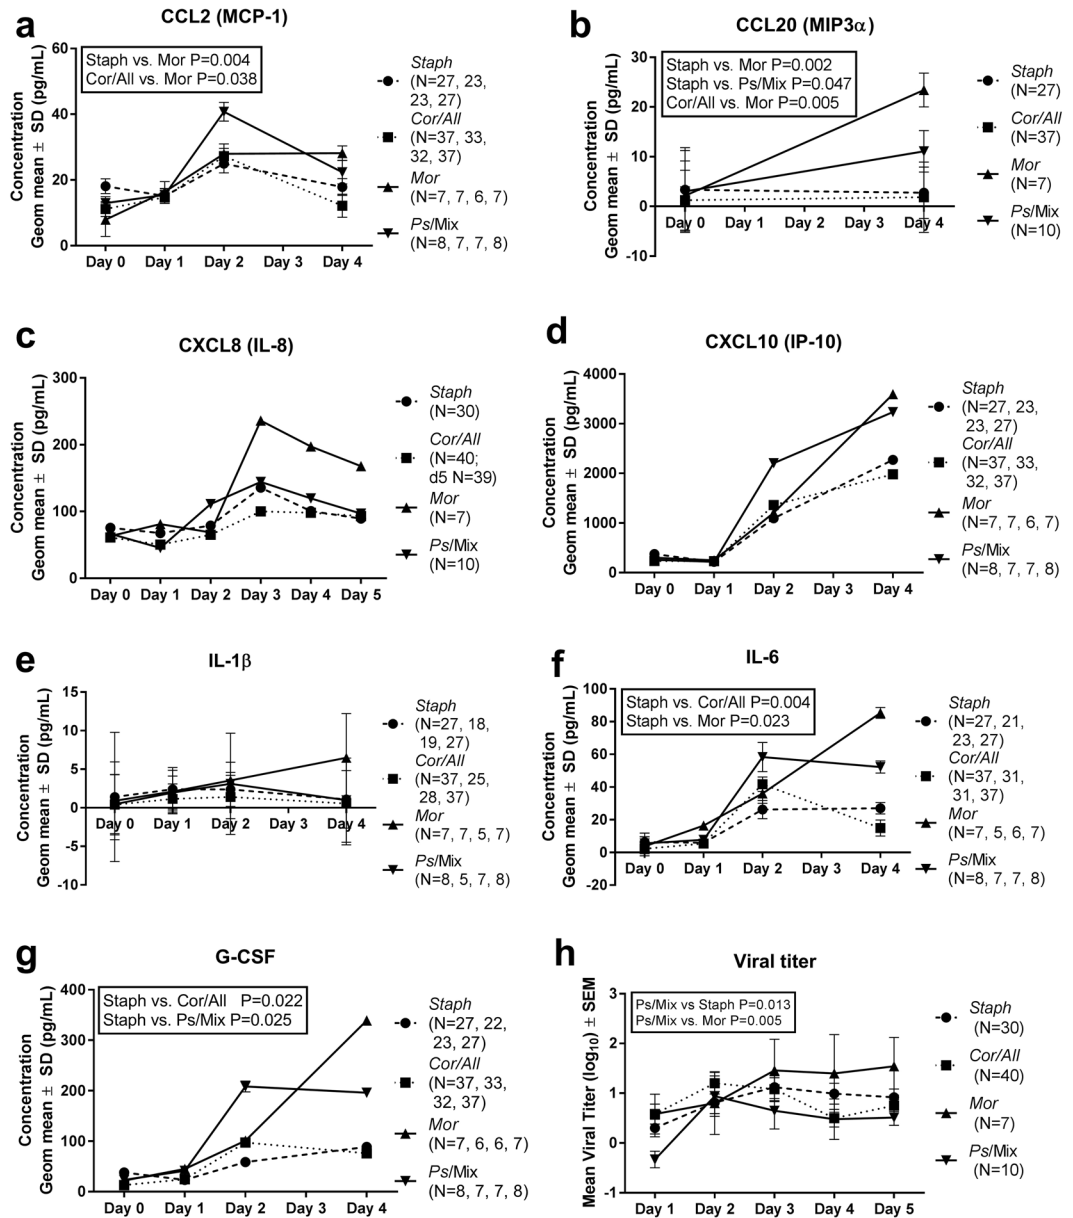 a
CCL2 (MCP-1)
Concentration
Geom mean ± SD (pg/mL)
60
40
20
0
Staph vs. Mor P=0.004
Cor/All vs. Mor P=0.038
Day 0 Day 1 Day 2 Day 3 Day 4
Staph
(N=27, 23,
23, 27)
Cor/All
(N=37, 33,
32, 37)
Mor
(N=7, 7, 6, 7)
Ps/Mix
(N=8, 7, 7, 8)
b
CCL20 (MIP3α)
Concentration
Geom mean ± SD (pg/mL)
30
20
10
0
-10
Staph vs. Mor P=0.002
Staph vs. Ps/Mix P=0.047
Cor/All vs. Mor P=0.005
Day 0 Day 1 Day 2 Day 3 Day 4
Staph
(N=27)
Cor/All
(N=37)
Mor
(N=7)
Ps/Mix
(N=10)
c
CXCL8 (IL-8)
Concentration
Geom mean ± SD (pg/mL)
300
200
100
0
Day 0 Day 1 Day 2 Day 3 Day 4 Day 5
Staph
(N=30)
Cor/All
(N=40;
d5 N=39)
Mor
(N=7)
Ps/Mix
(N=10)
d
CXCL10 (IP-10)
Concentration
Geom mean ± SD (pg/mL)
4000
3000
2000
1000
0
Day 0 Day 1 Day 2 Day 3 Day 4
Staph
(N=27, 23,
23, 27)
Cor/All
(N=37, 33,
32, 37)
Mor
(N=7, 7, 6, 7)
Ps/Mix
(N=8, 7, 7, 8)
e
IL-1β
Concentration
Geom mean ± SD (pg/mL)
15
10
5
0
-5
-10
Day 0 Day 1 Day 2 Day 3 Day 4
Staph
(N=27, 18,
19, 27)
Cor/All
(N=37, 25,
28, 37)
Mor
(N=7, 7, 5, 7)
Ps/Mix
(N=8, 5, 7, 8)
f
IL-6
Concentration
Geom mean ± SD (pg/mL)
100
80
60
40
20
0
-20
Staph vs. Cor/All P=0.004
Staph vs. Mor P=0.023
Day 0 Day 1 Day 2 Day 3 Day 4
Staph
(N=27, 21,
23, 27)
Cor/All
(N=37, 31,
31, 37)
Mor
(N=7, 5, 6, 7)
Ps/Mix
(N=8, 7, 7, 8)
g
G-CSF
Concentration
Geom mean ± SD (pg/mL)
400
300
200
100
0
Staph vs. Cor/All P=0.022
Staph vs. Ps/Mix P=0.025
Day 0 Day 1 Day 2 Day 3 Day 4
Staph
(N=27, 22,
23, 27)
Cor/All
(N=37, 33,
32, 37)
Mor
(N=7, 6, 6, 7)
Ps/Mix
(N=8, 7, 7, 8)
h
Viral titer
Mean Viral Titer (log10) ± SEM
3
2
1
0
-1
Ps/Mix vs Staph P=0.013
Ps/Mix vs. Mor P=0.005
Day 1 Day 2 Day 3 Day 4 Day 5
Staph
(N=30)
Cor/All
(N=40)
Mor
(N=7)
Ps/Mix
(N=10)